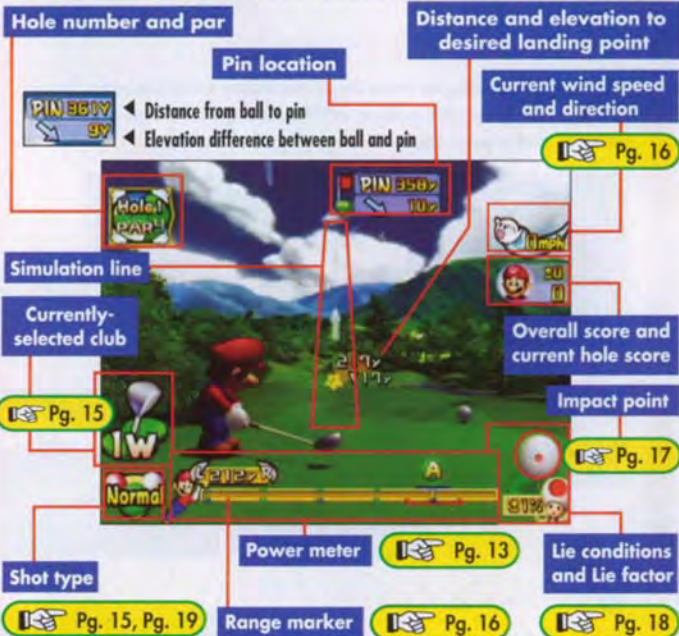 Hole number and par
Distance and elevation to
desired landing point
Pin location
Current wind speed
and direction
PIN 361Y
9Y
Distance from ball to pin
Elevation difference between ball and pin
Pg. 16
PIN 358Y
10Y
Hole 1
PAR 4
11mph
Simulation line
Currently-
selected club
Overall score and
current hole score
±0
0
Impact point
Pg. 15
1W
Pg. 17
A
212Y
Normal
Power meter
Pg. 13
Lie conditions
and Lie factor
Shot type
Pg. 15, Pg. 19
Range marker
Pg. 16
Pg. 18